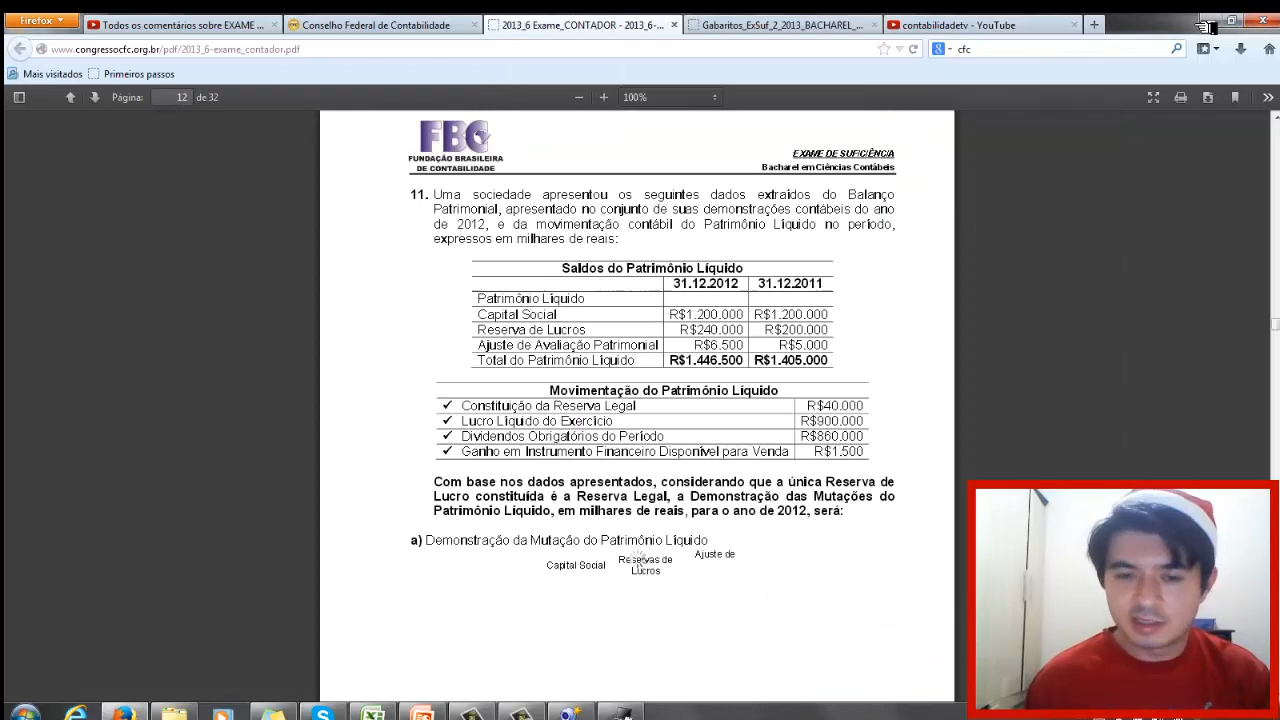 Firefox
Todos os comentários sobre EXAME ...
Conselho Federal de Contabilidade
2013_6 Exame_CONTADOR - 2013_6-...
Gabaritos_ExSuf_2_2013_BACHAREL_...
contabilidadetv - YouTube
www.congressocfc.org.br/pdf/2013_6-exame_contador.pdf
cfc
Mais visitados
Primeiros passos
Página:
12
de 32
100%
FBC
FUNDAÇÃO BRASILEIRA
DE CONTABILIDADE
EXAME DE SUFICIÊNCIA
Bacharel em Ciências Contábeis
11. Uma sociedade apresentou os seguintes dados extraídos do Balanço
Patrimonial, apresentado no conjunto de suas demonstrações contábeis do ano
de 2012, e da movimentação contábil do Patrimônio Líquido no período,
expressos em milhares de reais:
Saldos do Patrimônio Líquido
31.12.2012 31.12.2011
Patrimônio Líquido
Capital Social R$1.200.000 R$1.200.000
Reserva de Lucros R$240.000 R$200.000
Ajuste de Avaliação Patrimonial R$6.500 R$5.000
Total do Patrimônio Líquido R$1.446.500 R$1.405.000
Movimentação do Patrimônio Líquido
✓ Constituição da Reserva Legal R$40.000
✓ Lucro Líquido do Exercício R$900.000
✓ Dividendos Obrigatórios do Período R$860.000
✓ Ganho em Instrumento Financeiro Disponível para Venda R$1.500
Com base nos dados apresentados, considerando que a única Reserva de
Lucro constituída é a Reserva Legal, a Demonstração das Mutações do
Patrimônio Líquido, em milhares de reais, para o ano de 2012, será:
a) Demonstração da Mutação do Patrimônio Líquido
Capital Social
Reservas de
Lucros
Ajuste de